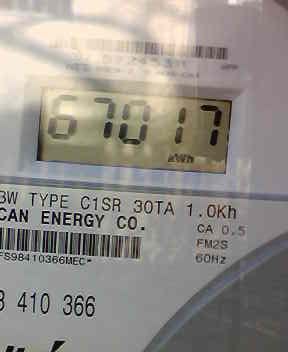 67017
kWh
3W TYPE C1SR 30TA 1.0Kh
CAN ENERGY CO.
CA 0.5
FM2S
60Hz
FS98410366MEC*
8 410 366